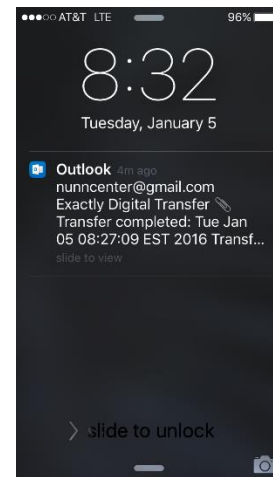 AT&T LTE 96%
8:32
Tuesday, January 5
Outlook 4m ago
nunncenter@gmail.com
Exactly Digital Transfer
Transfer completed: Tue Jan
05 08:27:09 EST 2016 Transf...
slide to view
slide to unlock